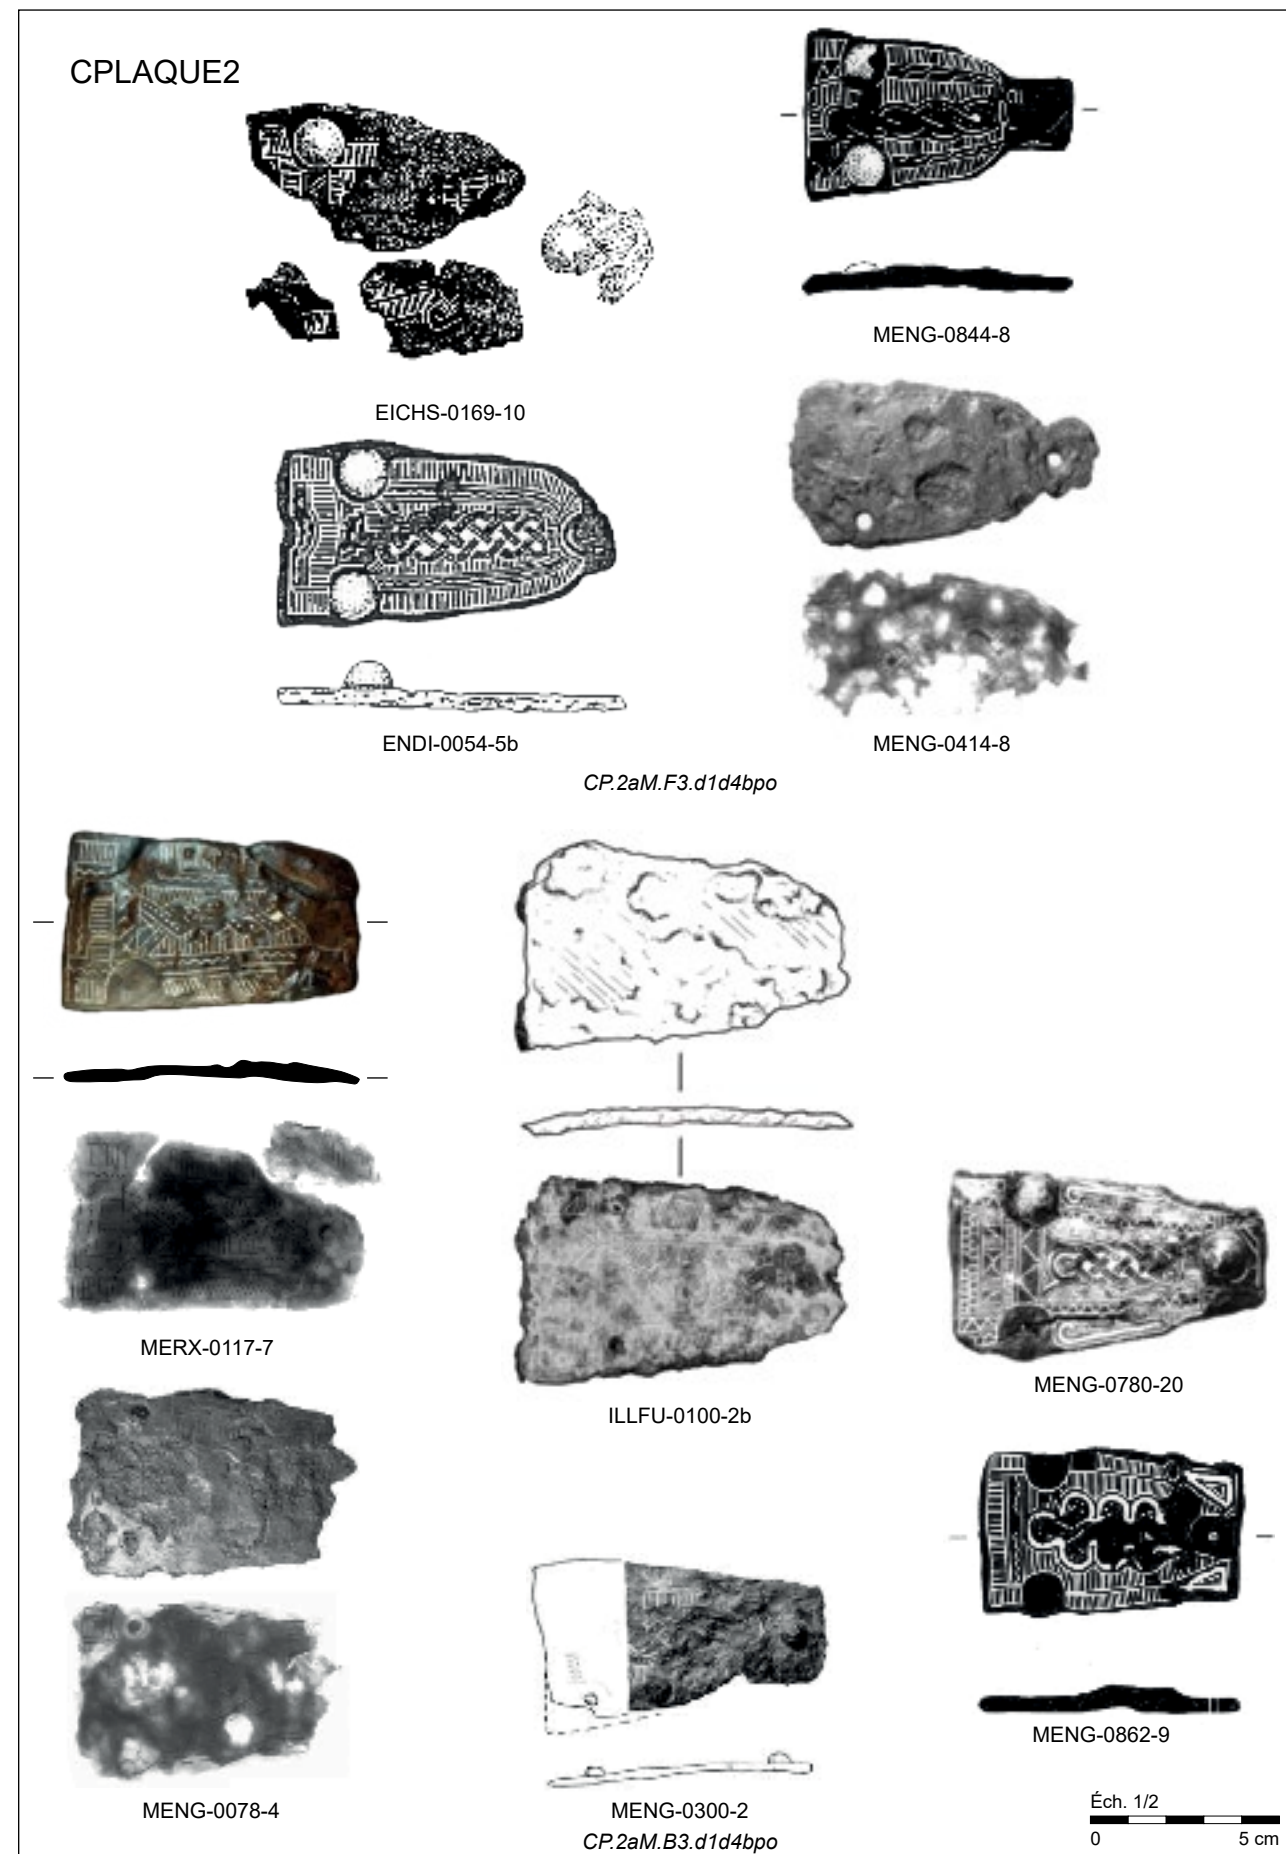 CPLAQUE2
MENG-0844-8
EICHS-0169-10
ENDI-0054-5b
MENG-0414-8
CP.2aM.F3.d1d4bpo
MERX-0117-7
ILLFU-0100-2b
MENG-0780-20
MENG-0862-9
MENG-0078-4
MENG-0300-2
CP.2aM.B3.d1d4bpo
Éch. 1/2
0 5 cm